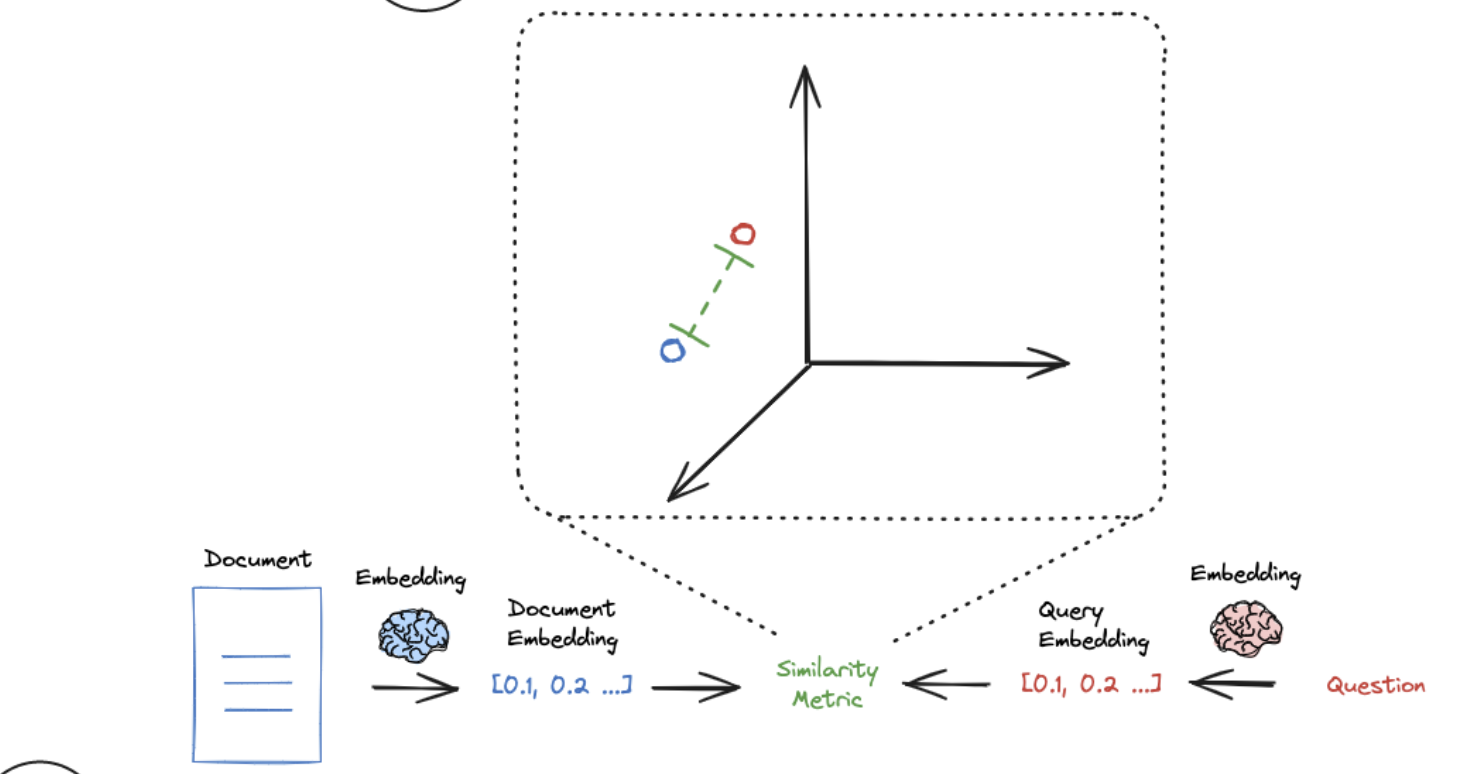 Document
Embedding
Document
Embedding
[0.1, 0.2 ...]
Similarity
Metric
Query
Embedding
[0.1, 0.2 ...]
Embedding
Question